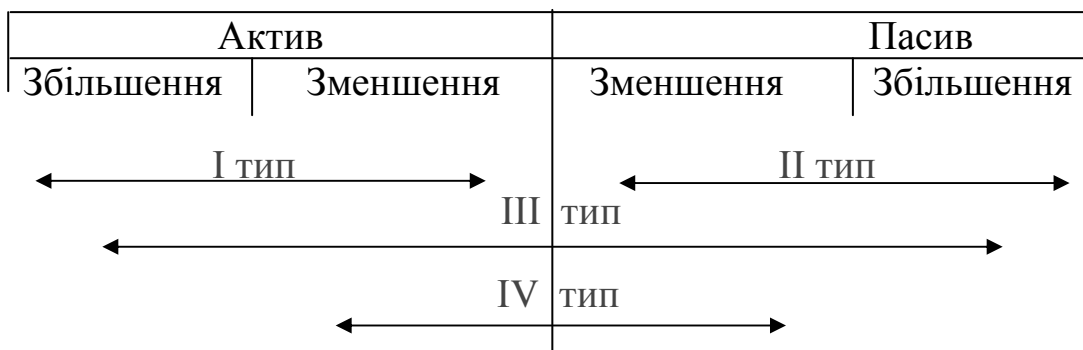 Актив Пасив
Збільшення Зменшення Зменшення Збільшення
I тип II тип
III тип
IV тип